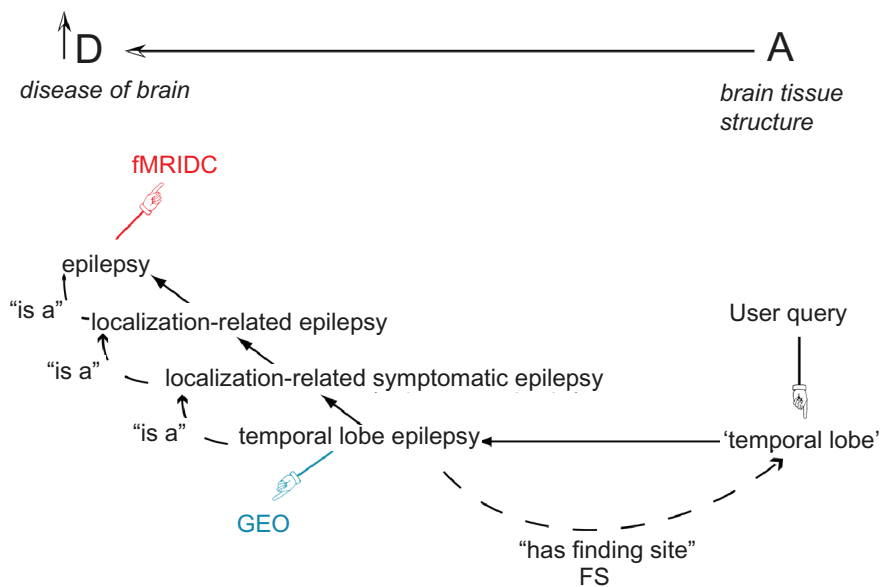 D
A
disease of brain
brain tissue
structure
fMRIDC
epilepsy
“is a”
localization-related epilepsy
User query
“is a”
localization-related symptomatic epilepsy
“is a”
temporal lobe epilepsy
‘temporal lobe’
GEO
“has finding site”
FS